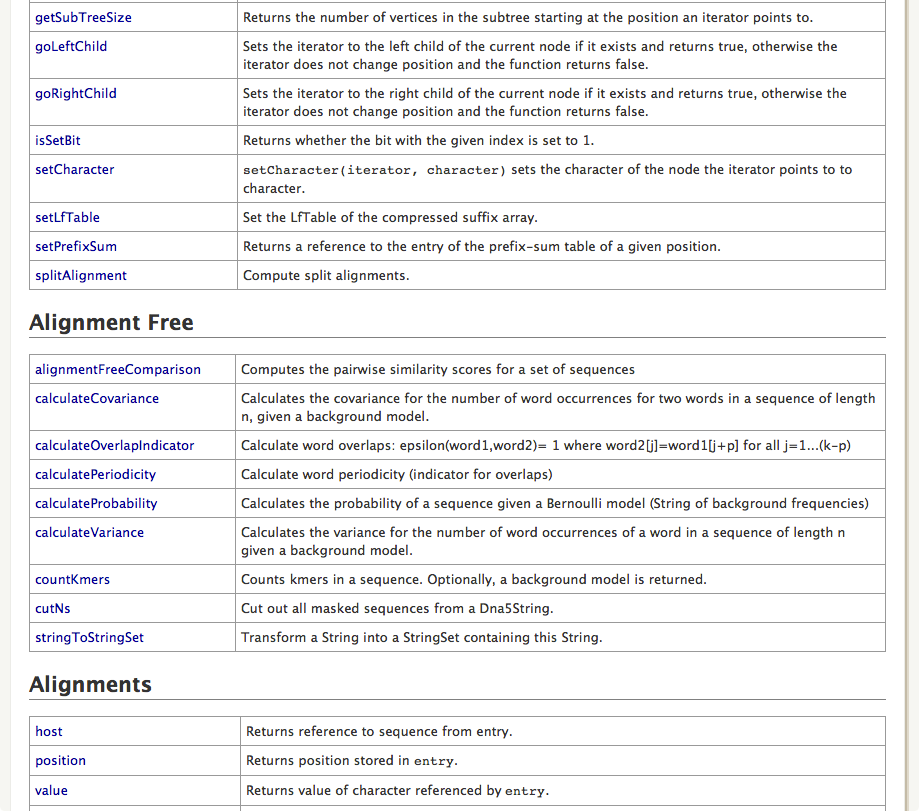 getSubTreeSize Returns the number of vertices in the subtree starting at the position an iterator points to.
goLeftChild Sets the iterator to the left child of the current node if it exists and returns true, otherwise the
iterator does not change position and the function returns false.
goRightChild Sets the iterator to the right child of the current node if it exists and returns true, otherwise the
iterator does not change position and the function returns false.
isSetBit Returns whether the bit with the given index is set to 1.
setCharacter setCharacter(iterator, character) sets the character of the node the iterator points to to
character.
setLfTable Set the LfTable of the compressed suffix array.
setPrefixSum Returns a reference to the entry of the prefix-sum table of a given position.
splitAlignment Compute split alignments.
Alignment Free
alignmentFreeComparison Computes the pairwise similarity scores for a set of sequences
calculateCovariance Calculates the covariance for the number of word occurrences for two words in a sequence of length
n, given a background model.
calculateOverlapIndicator Calculate word overlaps: epsilon(word1,word2)= 1 where word2[j]=word1[j+p] for all j=1...(k-p)
calculatePeriodicity Calculate word periodicity (indicator for overlaps)
calculateProbability Calculates the probability of a sequence given a Bernoulli model (String of background frequencies)
calculateVariance Calculates the variance for the number of word occurrences of a word in a sequence of length n
given a background model.
countKmers Counts kmers in a sequence. Optionally, a background model is returned.
cutNs Cut out all masked sequences from a Dna5String.
stringToStringSet Transform a String into a StringSet containing this String.
Alignments
host Returns reference to sequence from entry.
position Returns position stored in entry.
value Returns value of character referenced by entry.